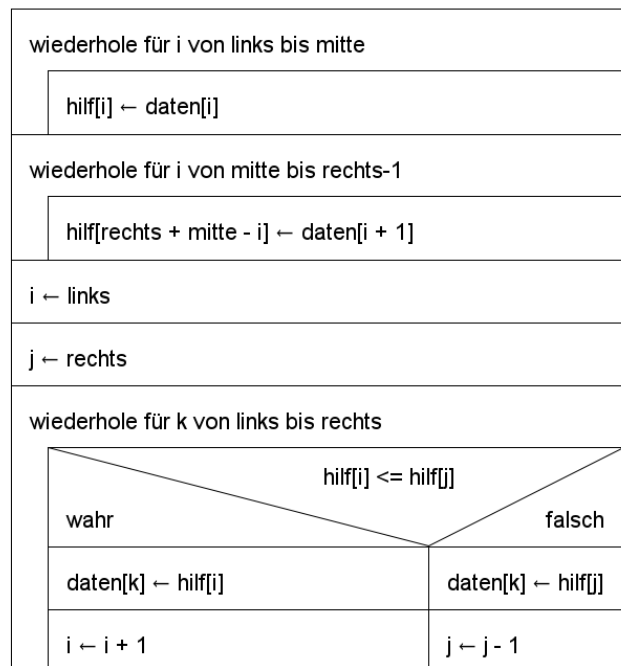 wiederhole für i von links bis mitte
hilf[i] ← daten[i]
wiederhole für i von mitte bis rechts-1
hilf[rechts + mitte - i] ← daten[i + 1]
i ← links
j ← rechts
wiederhole für k von links bis rechts
hilf[i] <= hilf[j]
wahr falsch
daten[k] ← hilf[i] daten[k] ← hilf[j]
i ← i + 1 j ← j - 1